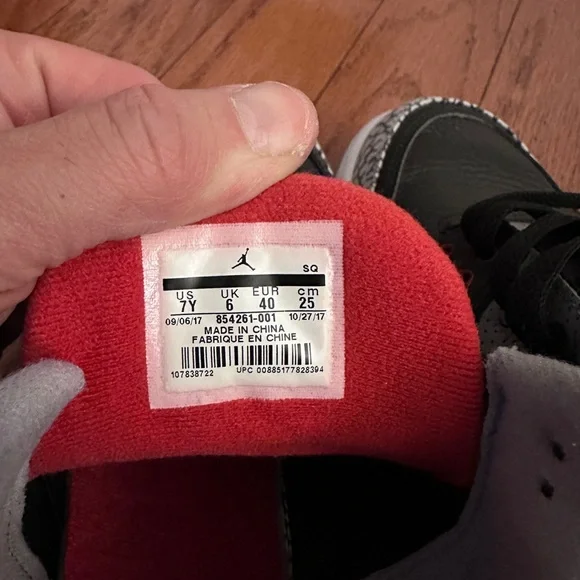 SQ
US UK EUR cm
7Y 6 40 25
09/06/17 854261-001 10/27/17
MADE IN CHINA
FABRIQUE EN CHINE
107838722 UPC 00885177828394